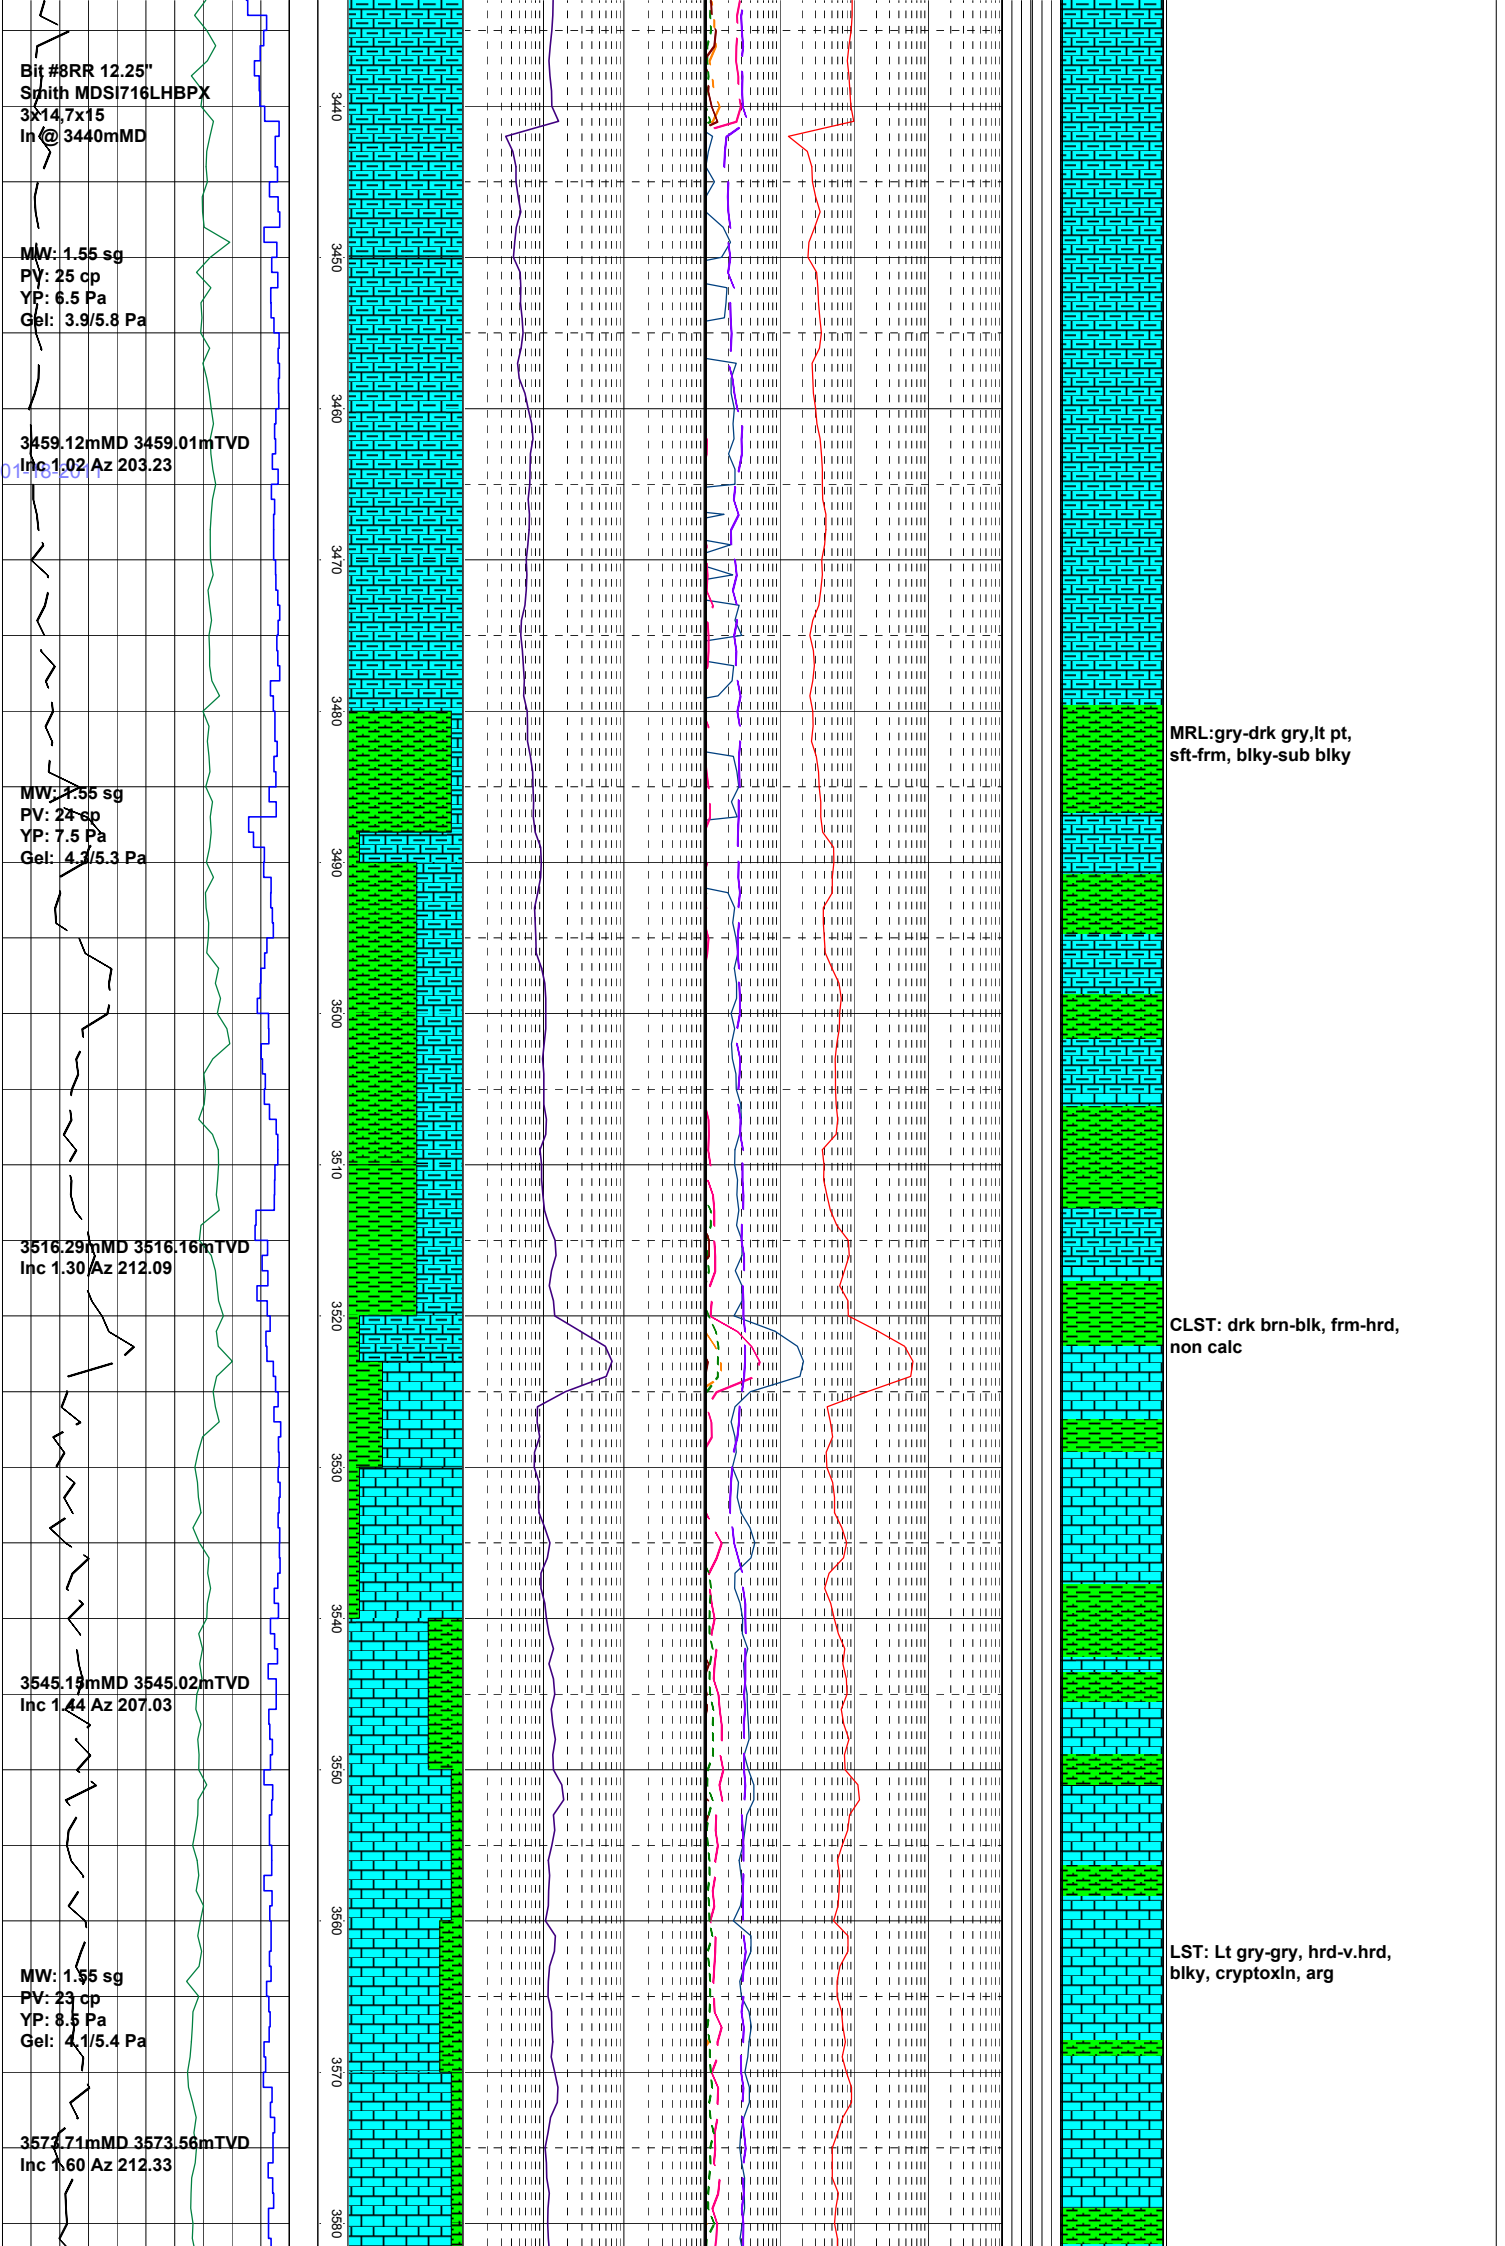 Bit #8RR 12.25"
Smith MDSI716LHBPX
3x14,7x15
In @ 3440mMD
3440
MW: 1.55 sg
PV: 25 cp
YP: 6.5 Pa
Gel: 3.9/5.8 Pa
3450
3460
3459.12mMD 3459.01mTVD
Inc 1.02 Az 203.23
01-18-2011
3470
3480
MRL:gry-drk gry,lt pt,
sft-frm, blky-sub blky
MW: 1.55 sg
PV: 24 cp
YP: 7.5 Pa
Gel: 4.3/5.3 Pa
3490
3500
3510
3516.29mMD 3516.16mTVD
Inc 1.30 Az 212.09
3520
CLST: drk brn-blk, frm-hrd,
non calc
3530
3540
3545.15mMD 3545.02mTVD
Inc 1.44 Az 207.03
3550
3560
LST: Lt gry-gry, hrd-v.hrd,
blky, cryptoxln, arg
MW: 1.55 sg
PV: 23 cp
YP: 8.5 Pa
Gel: 4.1/5.4 Pa
3570
3573.71mMD 3573.56mTVD
Inc 1.60 Az 212.33
3580